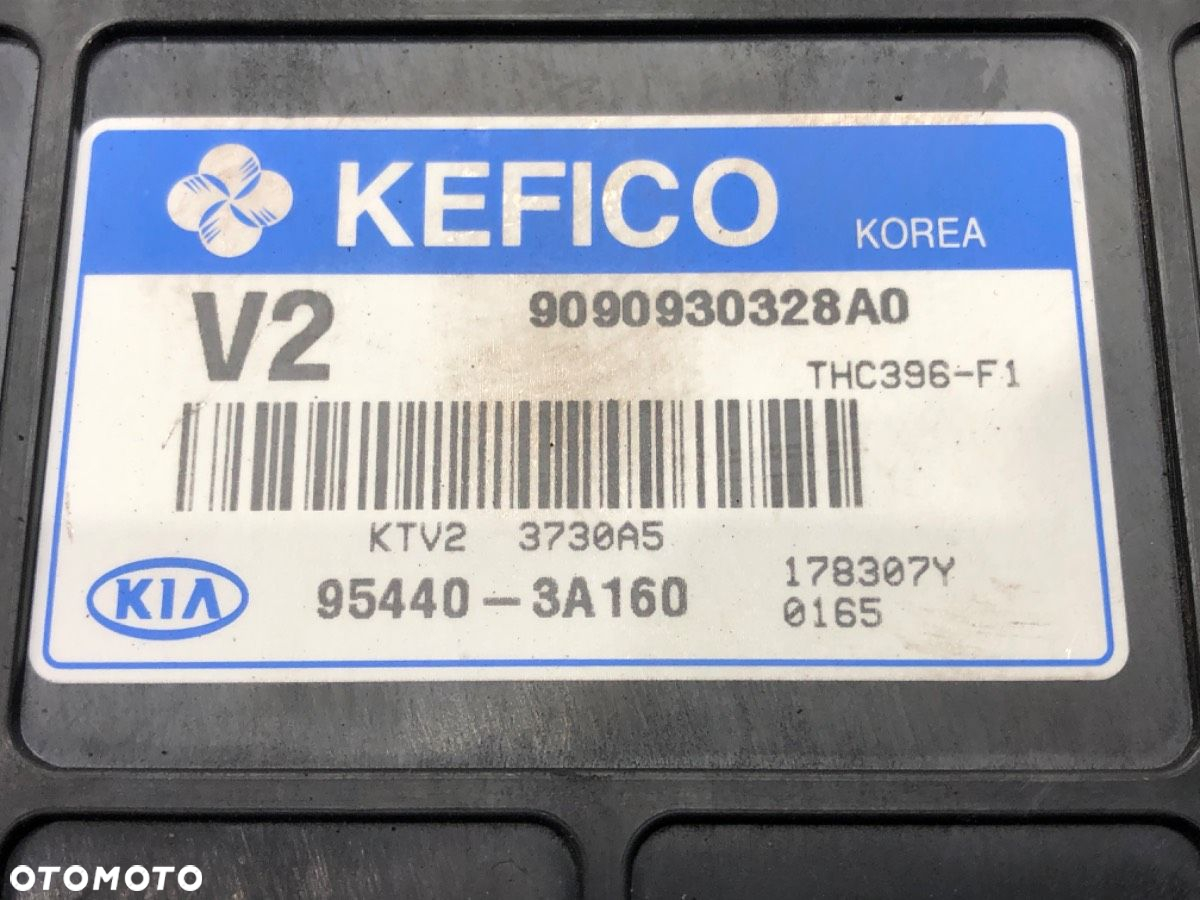 KEFICO KOREA
V2 9090930328A0
THC396-F1
KTV2 3730A5
KIA 95440-3A160 178307Y
0165
OTOMOTO